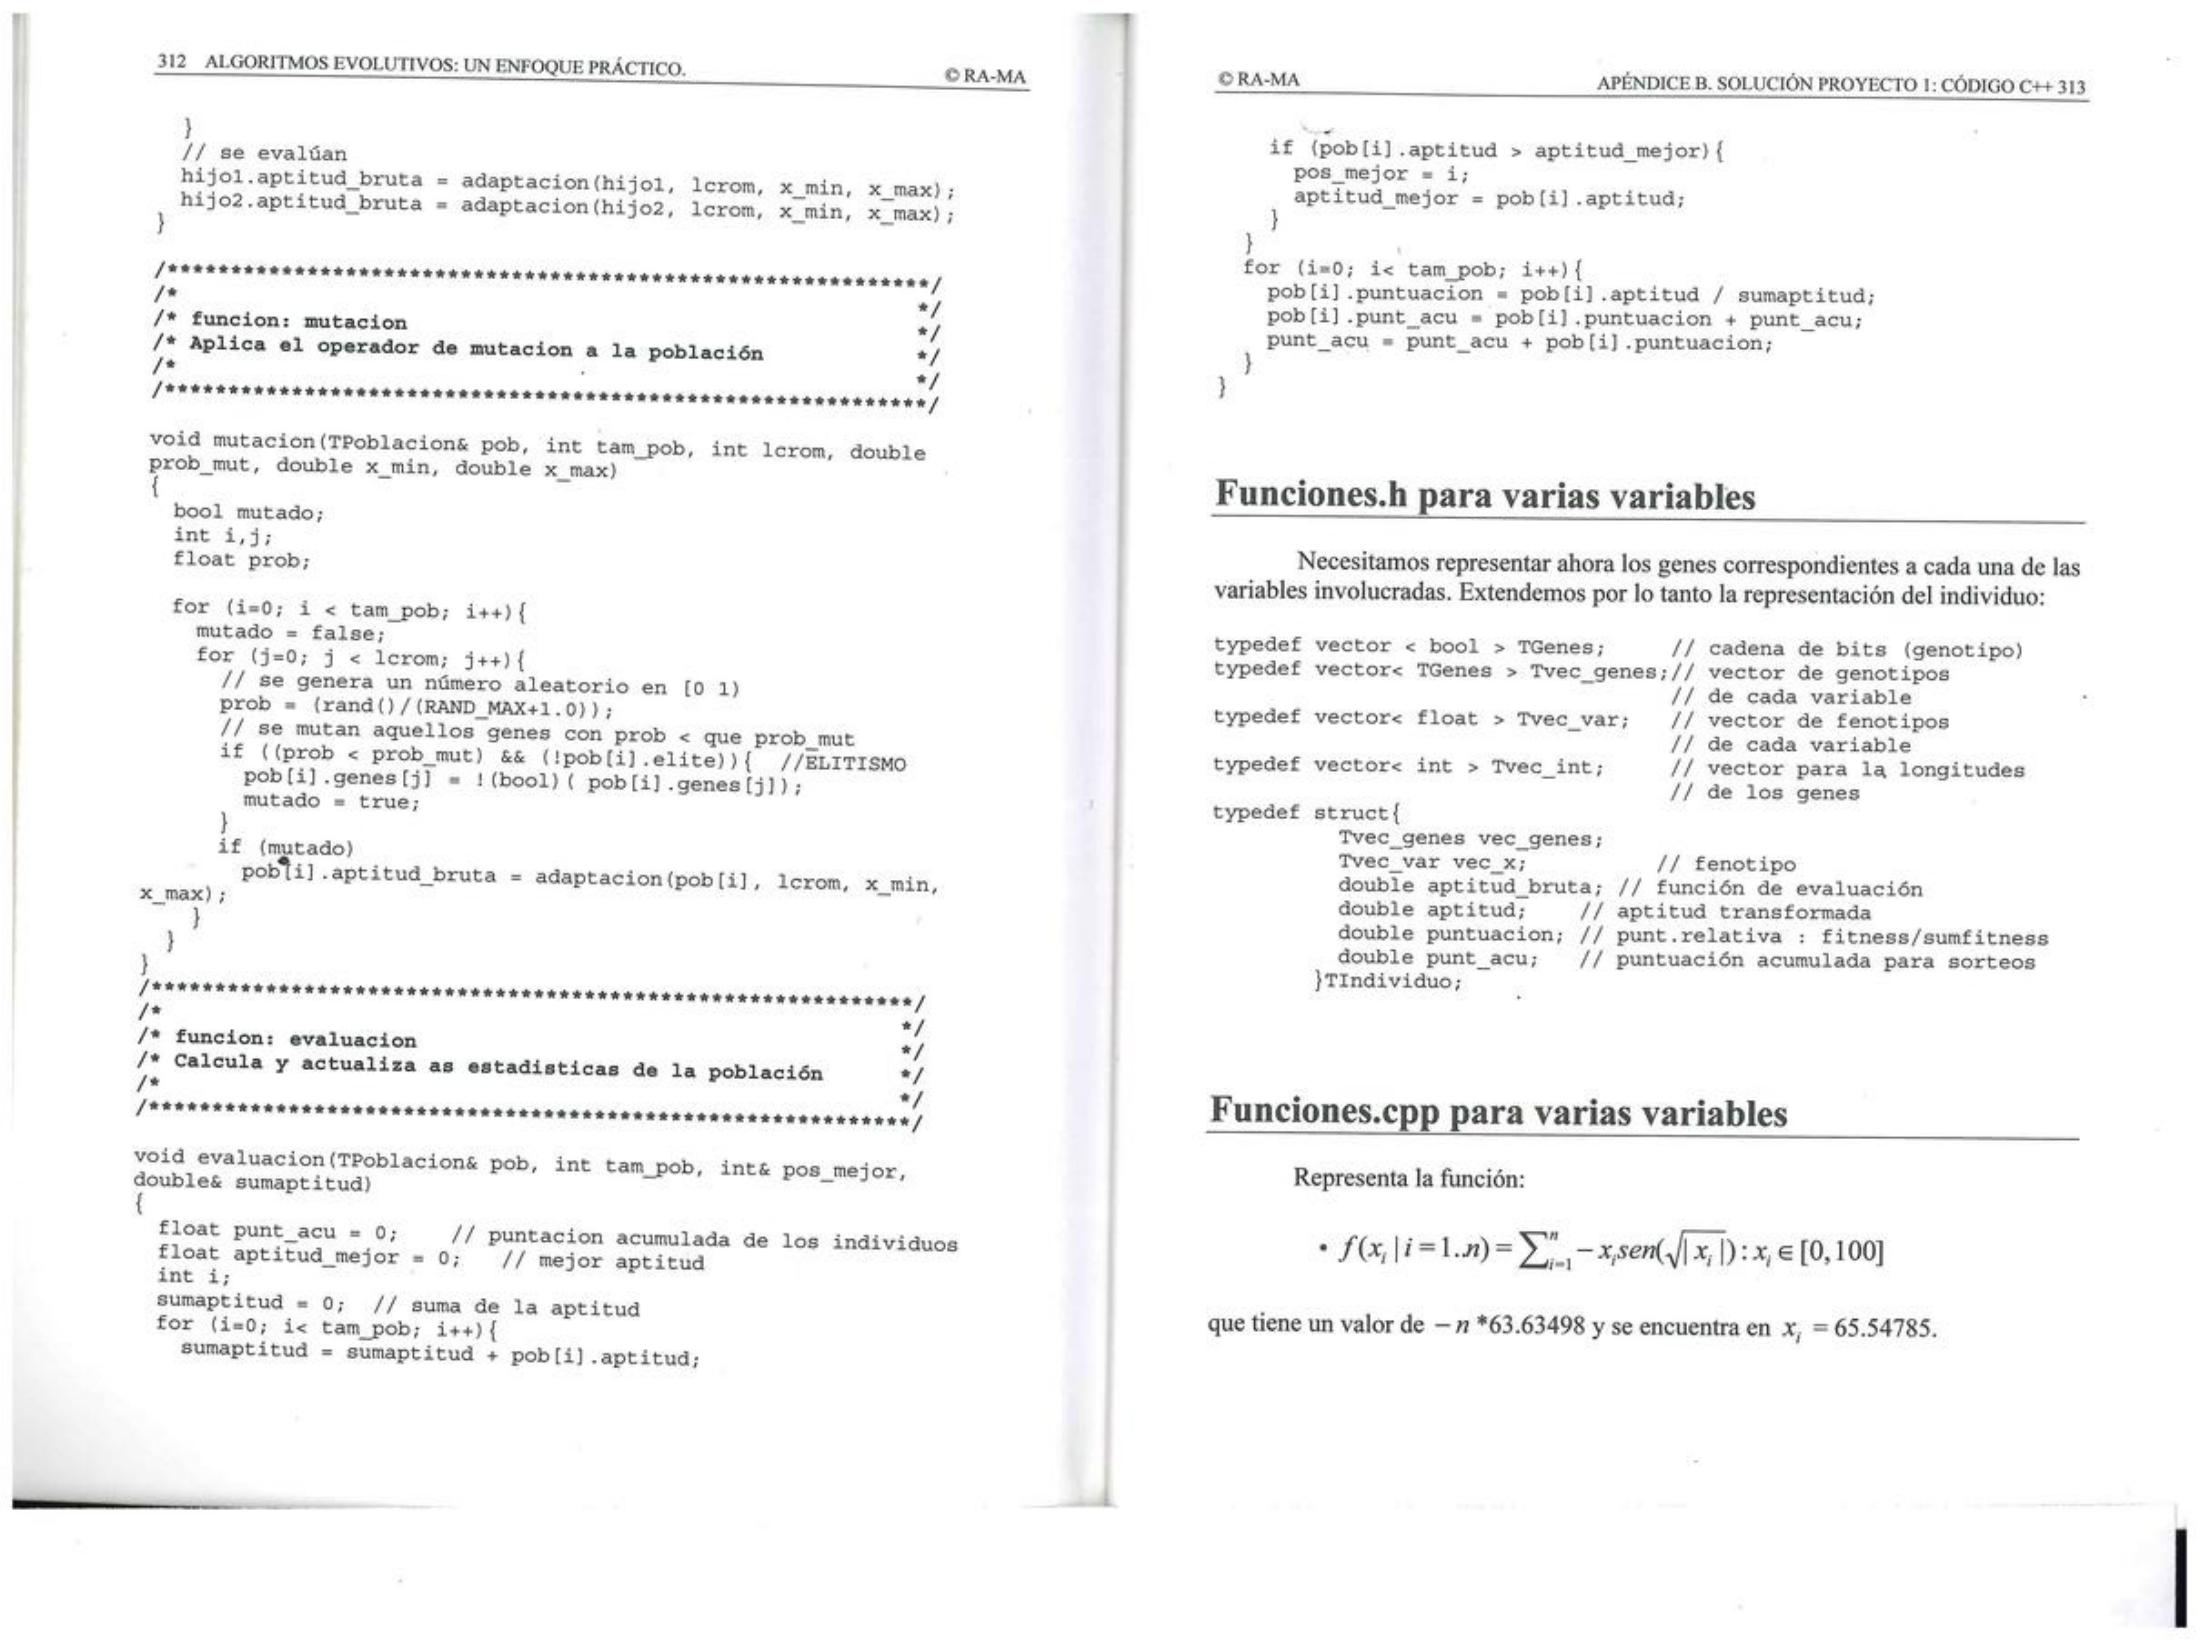 312 ALGORITMOS EVOLUTIVOS: UN ENFOQUE PRÁCTICO. © RA-MA
}
// se evalúan
hijo1.aptitud_bruta = adaptacion(hijo1, lcrom, x_min, x_max);
hijo2.aptitud_bruta = adaptacion(hijo2, lcrom, x_min, x_max);
}
/*************************************************************/
/* */
/* funcion: mutacion */
/* Aplica el operador de mutacion a la población */
/* */
/*************************************************************/
void mutacion(TPoblacion& pob, int tam_pob, int lcrom, double
prob_mut, double x_min, double x_max)
{
bool mutado;
int i,j;
float prob;
for (i=0; i < tam_pob; i++){
mutado = false;
for (j=0; j < lcrom; j++){
// se genera un número aleatorio en [0 1)
prob = (rand()/(RAND_MAX+1.0));
// se mutan aquellos genes con prob < que prob_mut
if ((prob < prob_mut) && (!pob[i].elite)){ //ELITISMO
pob[i].genes[j] = !(bool)( pob[i].genes[j]);
mutado = true;
}
if (mutado)
pob[i].aptitud_bruta = adaptacion(pob[i], lcrom, x_min,
x_max);
}
}
}
/*************************************************************/
/* */
/* funcion: evaluacion */
/* Calcula y actualiza as estadisticas de la población */
/* */
/*************************************************************/
void evaluacion(TPoblacion& pob, int tam_pob, int& pos_mejor,
double& sumaptitud)
{
float punt_acu = 0; // puntacion acumulada de los individuos
float aptitud_mejor = 0; // mejor aptitud
int i;
sumaptitud = 0; // suma de la aptitud
for (i=0; i< tam_pob; i++){
sumaptitud = sumaptitud + pob[i].aptitud;
© RA-MA APÉNDICE B. SOLUCIÓN PROYECTO 1: CÓDIGO C++ 313
if (pob[i].aptitud > aptitud_mejor){
pos_mejor = i;
aptitud_mejor = pob[i].aptitud;
}
}
for (i=0; i< tam_pob; i++){
pob[i].puntuacion = pob[i].aptitud / sumaptitud;
pob[i].punt_acu = pob[i].puntuacion + punt_acu;
punt_acu = punt_acu + pob[i].puntuacion;
}
}
Funciones.h para varias variables
Necesitamos representar ahora los genes correspondientes a cada una de las
variables involucradas. Extendemos por lo tanto la representación del individuo:
typedef vector < bool > TGenes; // cadena de bits (genotipo)
typedef vector< TGenes > Tvec_genes;// vector de genotipos
// de cada variable
typedef vector< float > Tvec_var; // vector de fenotipos
// de cada variable
typedef vector< int > Tvec_int; // vector para la longitudes
// de los genes
typedef struct{
Tvec_genes vec_genes;
Tvec_var vec_x; // fenotipo
double aptitud_bruta; // función de evaluación
double aptitud; // aptitud transformada
double puntuacion; // punt.relativa : fitness/sumfitness
double punt_acu; // puntuación acumulada para sorteos
}TIndividuo;
Funciones.cpp para varias variables
Representa la función:
• f(x_i | i = 1..n) = ∑_{i=1}^{n} − x_i sen(√| x_i |) : x_i ∈ [0,100]
que tiene un valor de − n *63.63498 y se encuentra en x_i = 65.54785.